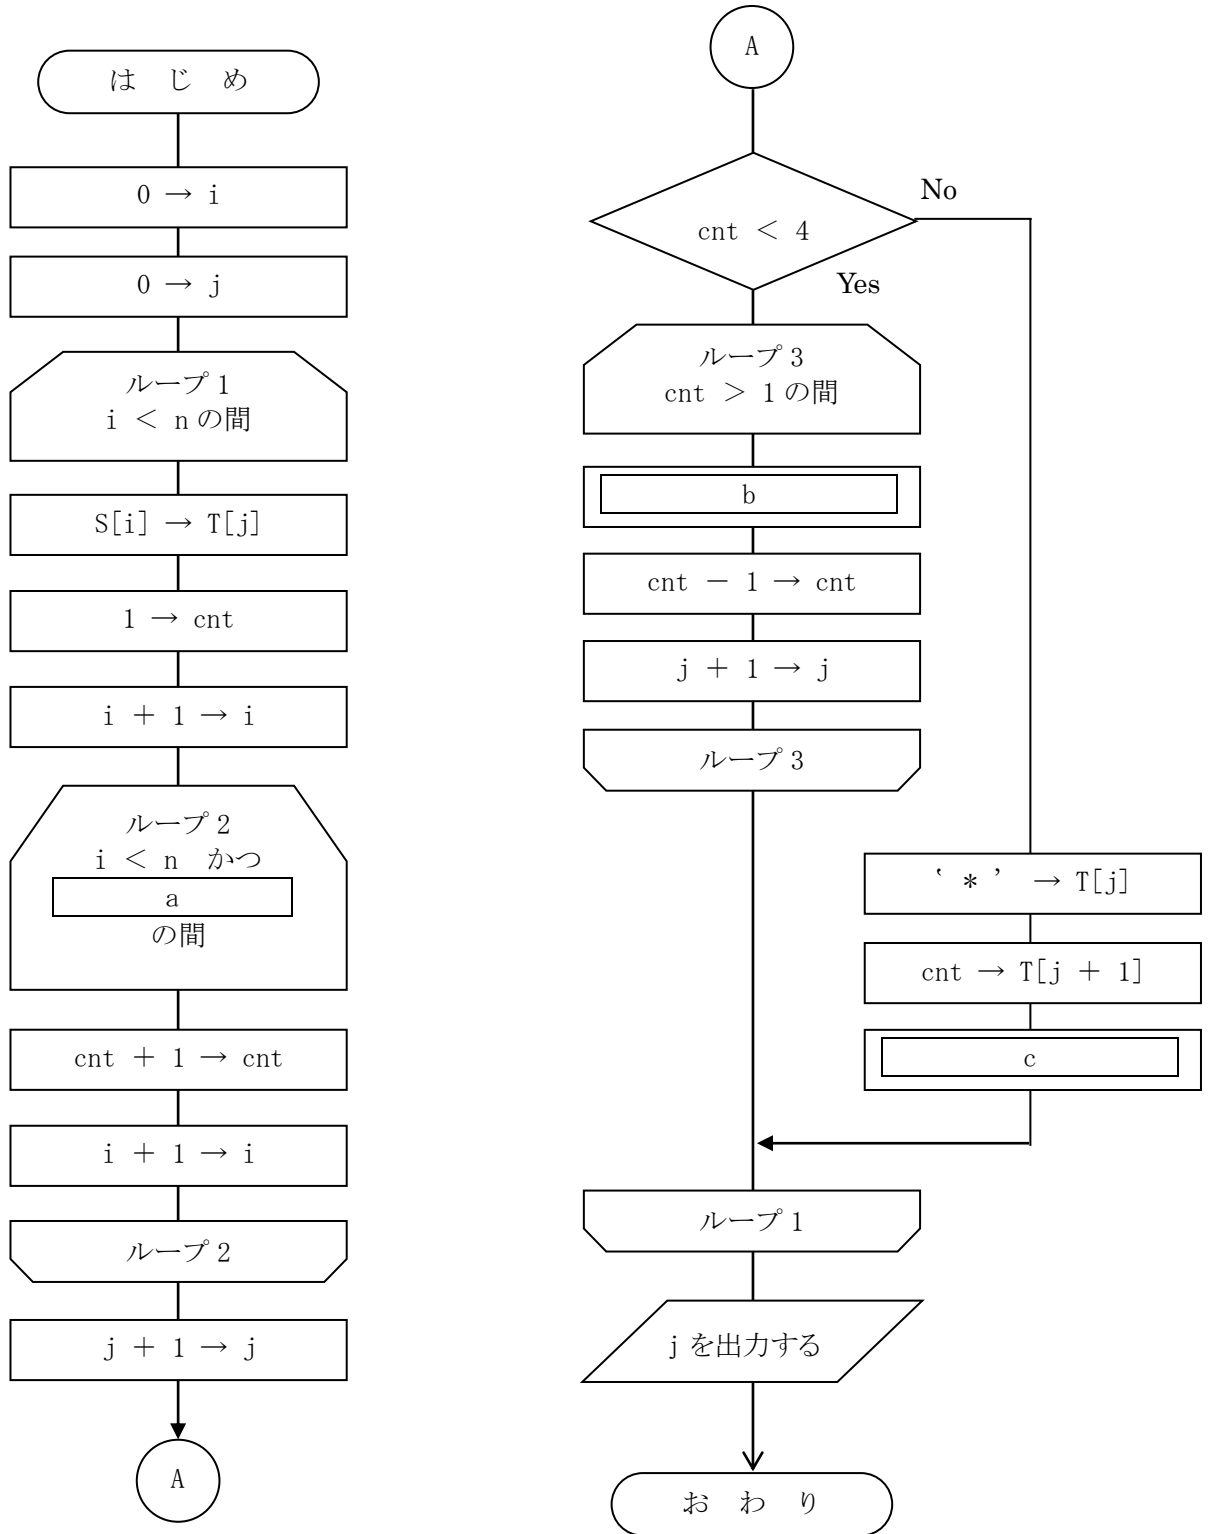 は じ め
0 → i
0 → j
ループ1
i < nの間
S[i] → T[j]
1 → cnt
i + 1 → i
ループ2
i < n かつ
a
の間
cnt + 1 → cnt
i + 1 → i
ループ2
j + 1 → j
A
A
cnt < 4
No
Yes
ループ3
cnt > 1の間
b
cnt － 1 → cnt
j + 1 → j
ループ3
‘*’ → T[j]
cnt → T[j + 1]
c
ループ1
jを出力する
お わ り